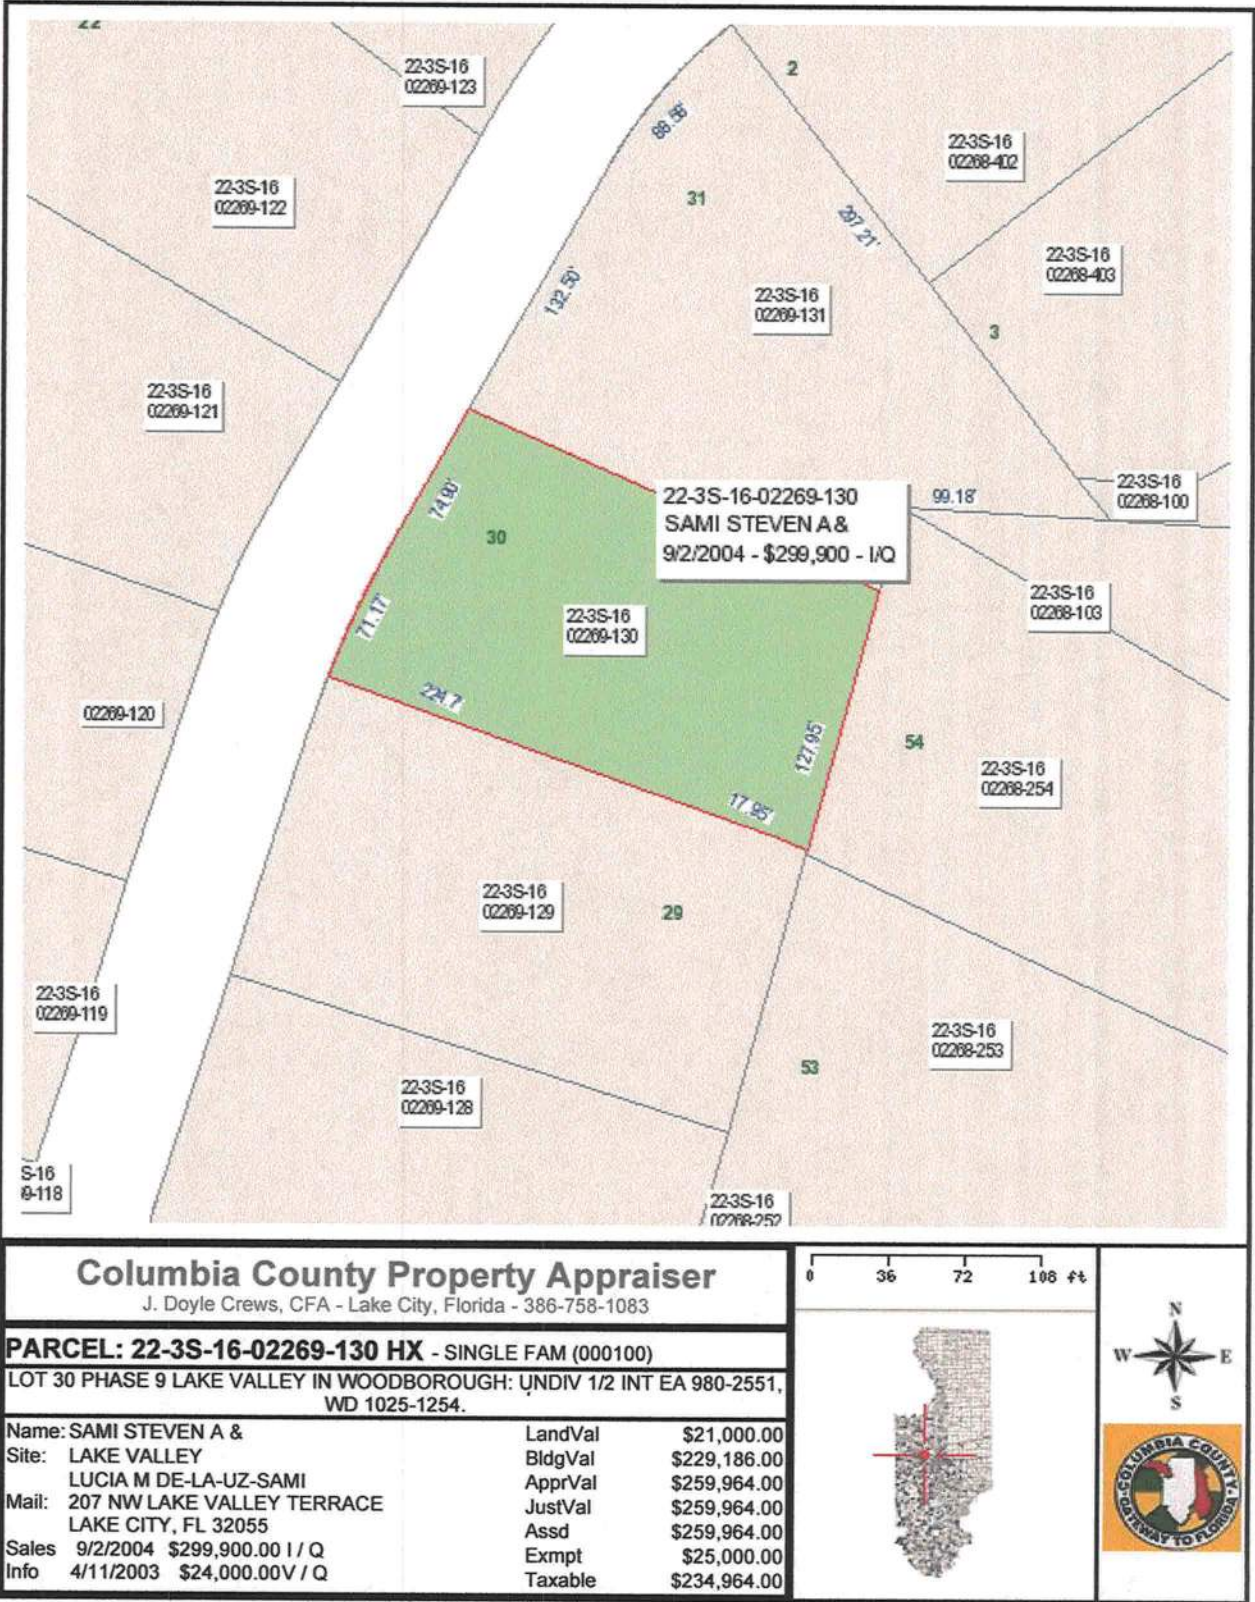 22
22-3S-16
02269-123
2
88.58'
22-3S-16
02268-402
22-3S-16
02269-122
31
297.21'
22-3S-16
02268-403
132.50'
22-3S-16
02269-131
3
22-3S-16
02269-121
22-3S-16
02268-100
22-3S-16-02269-130
SAMI STEVEN A &
9/2/2004 - $299,900 - I/Q
99.18'
74.90'
30
22-3S-16
02268-103
71.17'
22-3S-16
02269-130
224.7'
02269-120
127.95'
54
22-3S-16
02268-254
17.95'
22-3S-16
02269-129
29
22-3S-16
02269-119
22-3S-16
02268-253
53
22-3S-16
02269-128
S-16
9-118
22-3S-16
02268-252
Columbia County Property Appraiser
J. Doyle Crews, CFA - Lake City, Florida - 386-758-1083
PARCEL: 22-3S-16-02269-130 HX - SINGLE FAM (000100)
LOT 30 PHASE 9 LAKE VALLEY IN WOODBOROUGH: UNDIV 1/2 INT EA 980-2551,
WD 1025-1254.
Name: SAMI STEVEN A &
Site: LAKE VALLEY
LUCIA M DE-LA-UZ-SAMI
Mail: 207 NW LAKE VALLEY TERRACE
LAKE CITY, FL 32055
Sales 9/2/2004 $299,900.00 I / Q
Info 4/11/2003 $24,000.00V / Q
LandVal $21,000.00
BldgVal $229,186.00
ApprVal $259,964.00
JustVal $259,964.00
Assd $259,964.00
Exmpt $25,000.00
Taxable $234,964.00
0 36 72 108 ft
N
W E
S
COLUMBIA COUNTY
GATEWAY TO FLORIDA